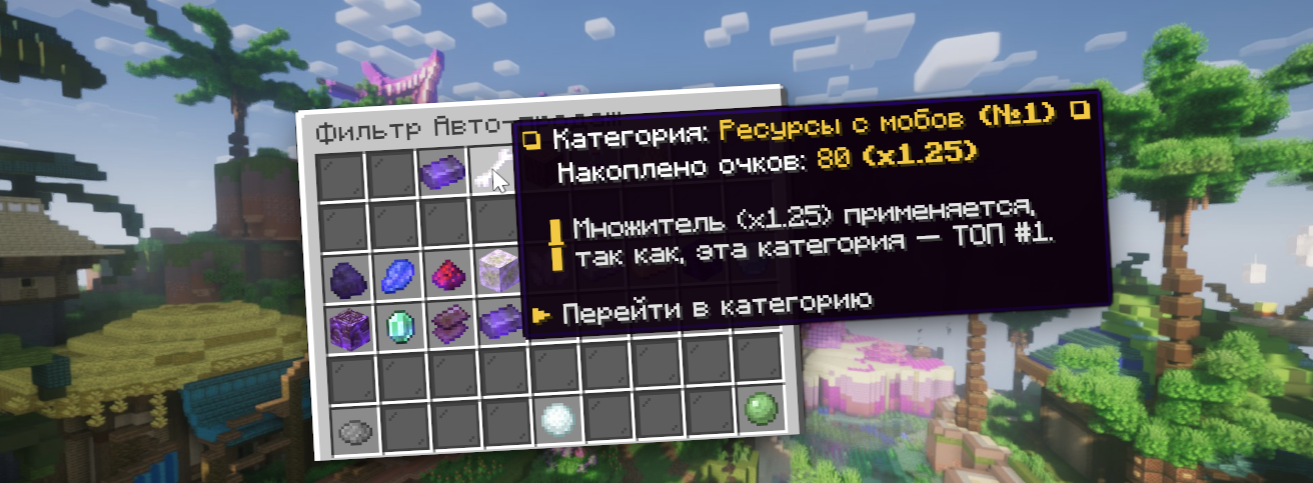 Фильтр Авто-
Категория: Ресурсы с мобов (№1)
Накоплено очков: 80 (x1.25)
Множитель (x1.25) применяется,
так как, эта категория — ТОП #1.
Перейти в категорию